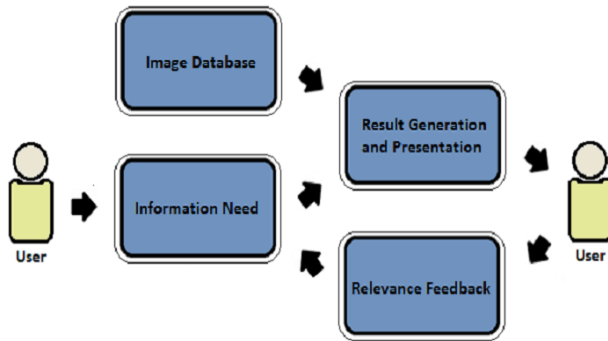 Image Database
Result Generation
and Presentation
Information Need
User
User
Relevance Feedback